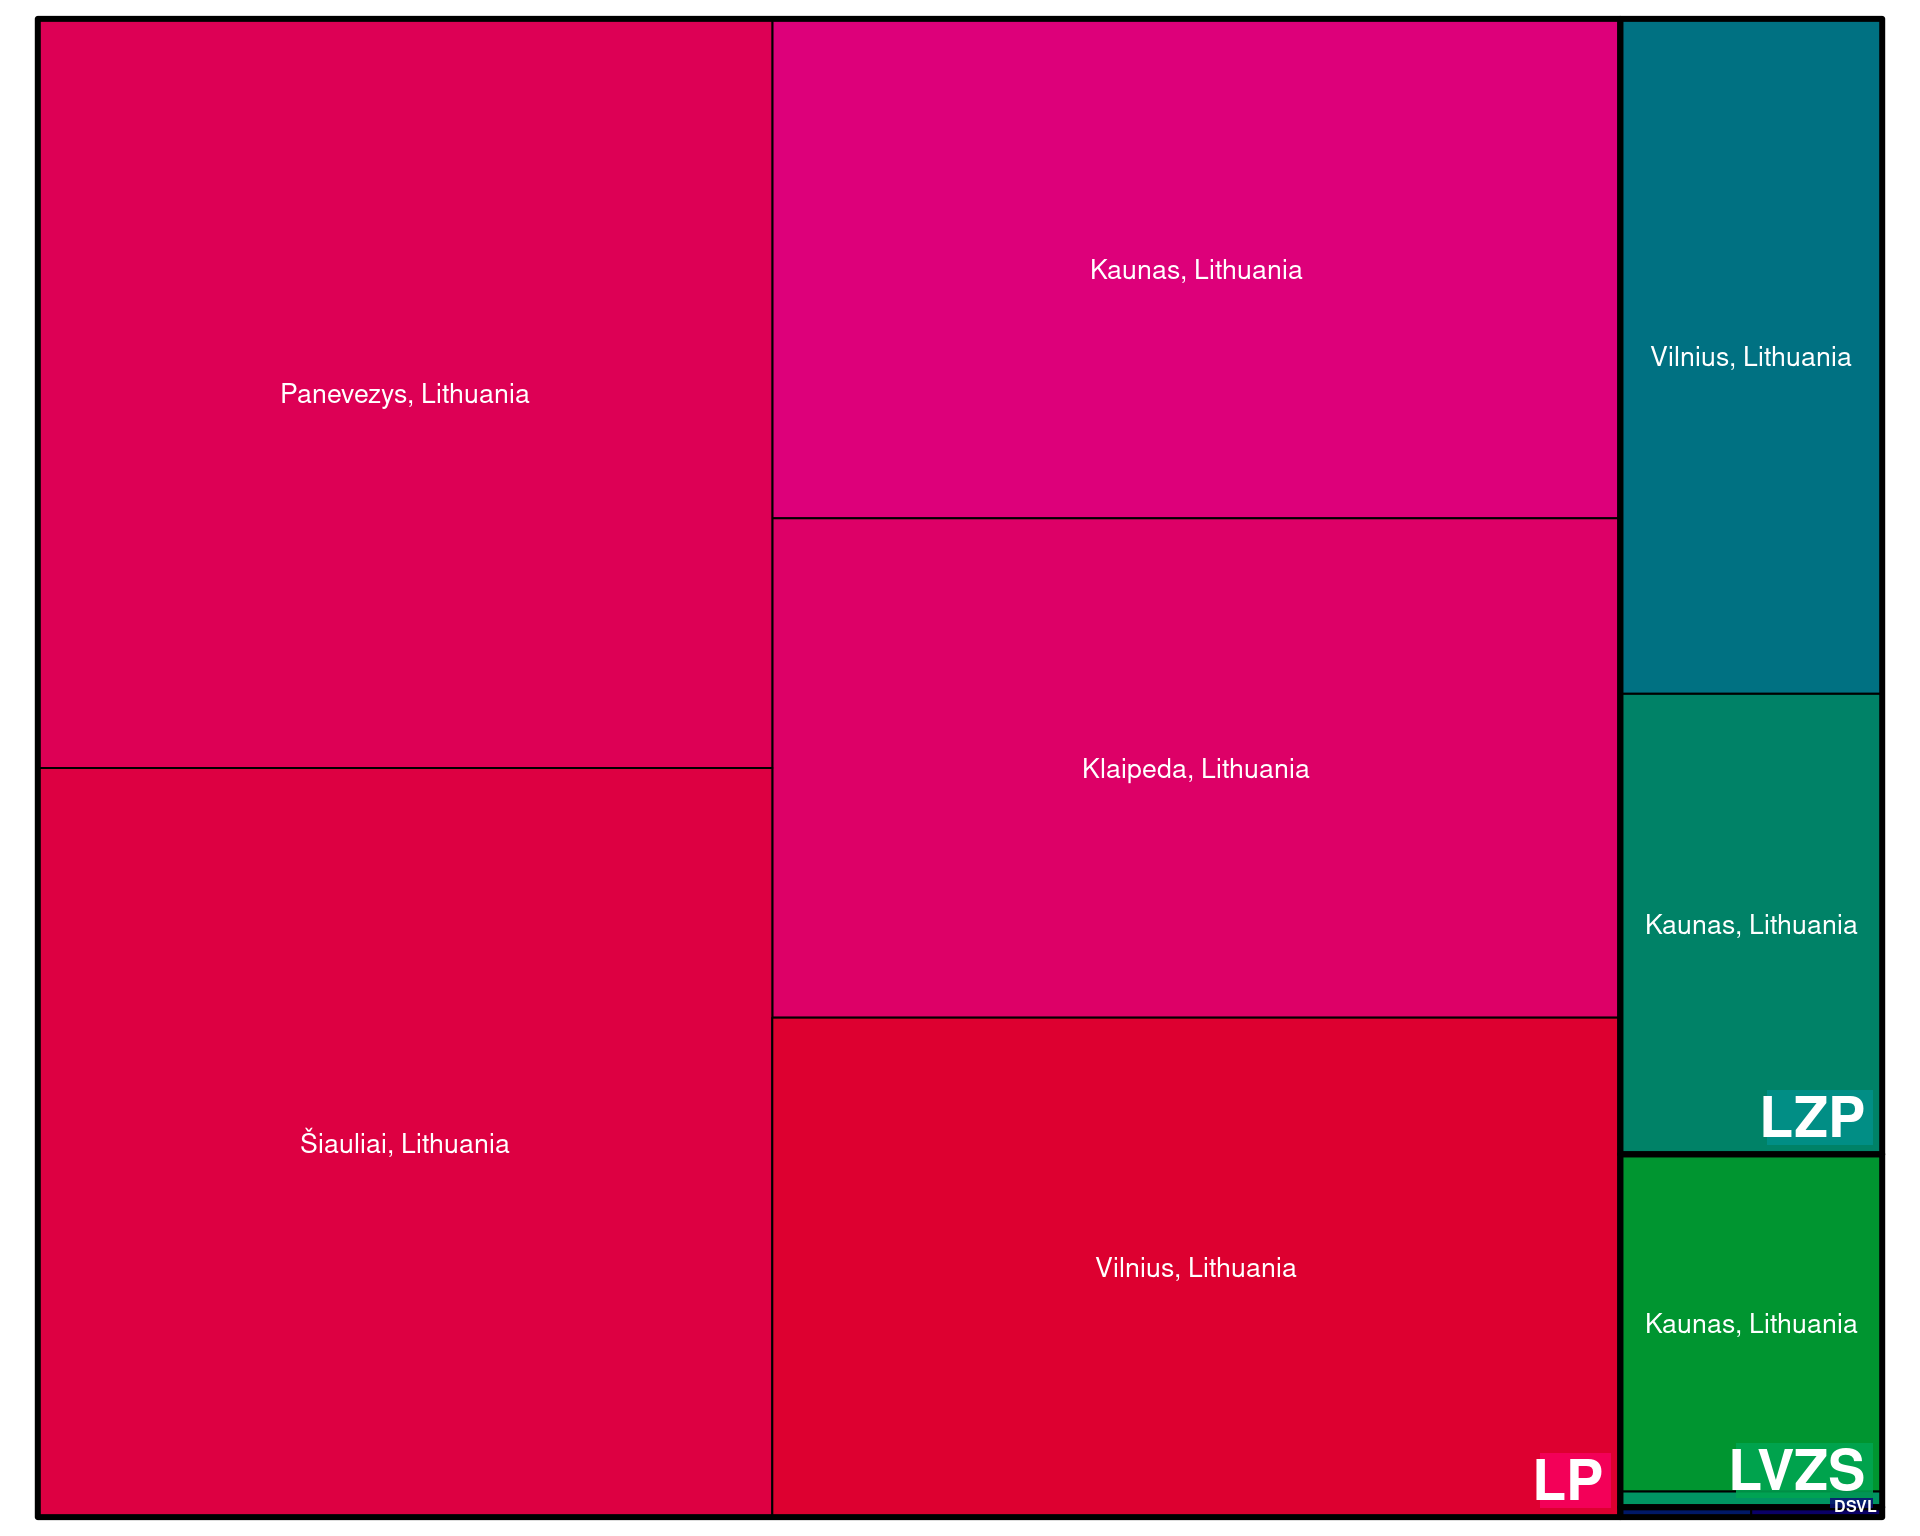 Panevezys, Lithuania
Šiauliai, Lithuania
Kaunas, Lithuania
Klaipeda, Lithuania
Vilnius, Lithuania
LP
Vilnius, Lithuania
Kaunas, Lithuania
LZP
Kaunas, Lithuania
LVZS
DSVL